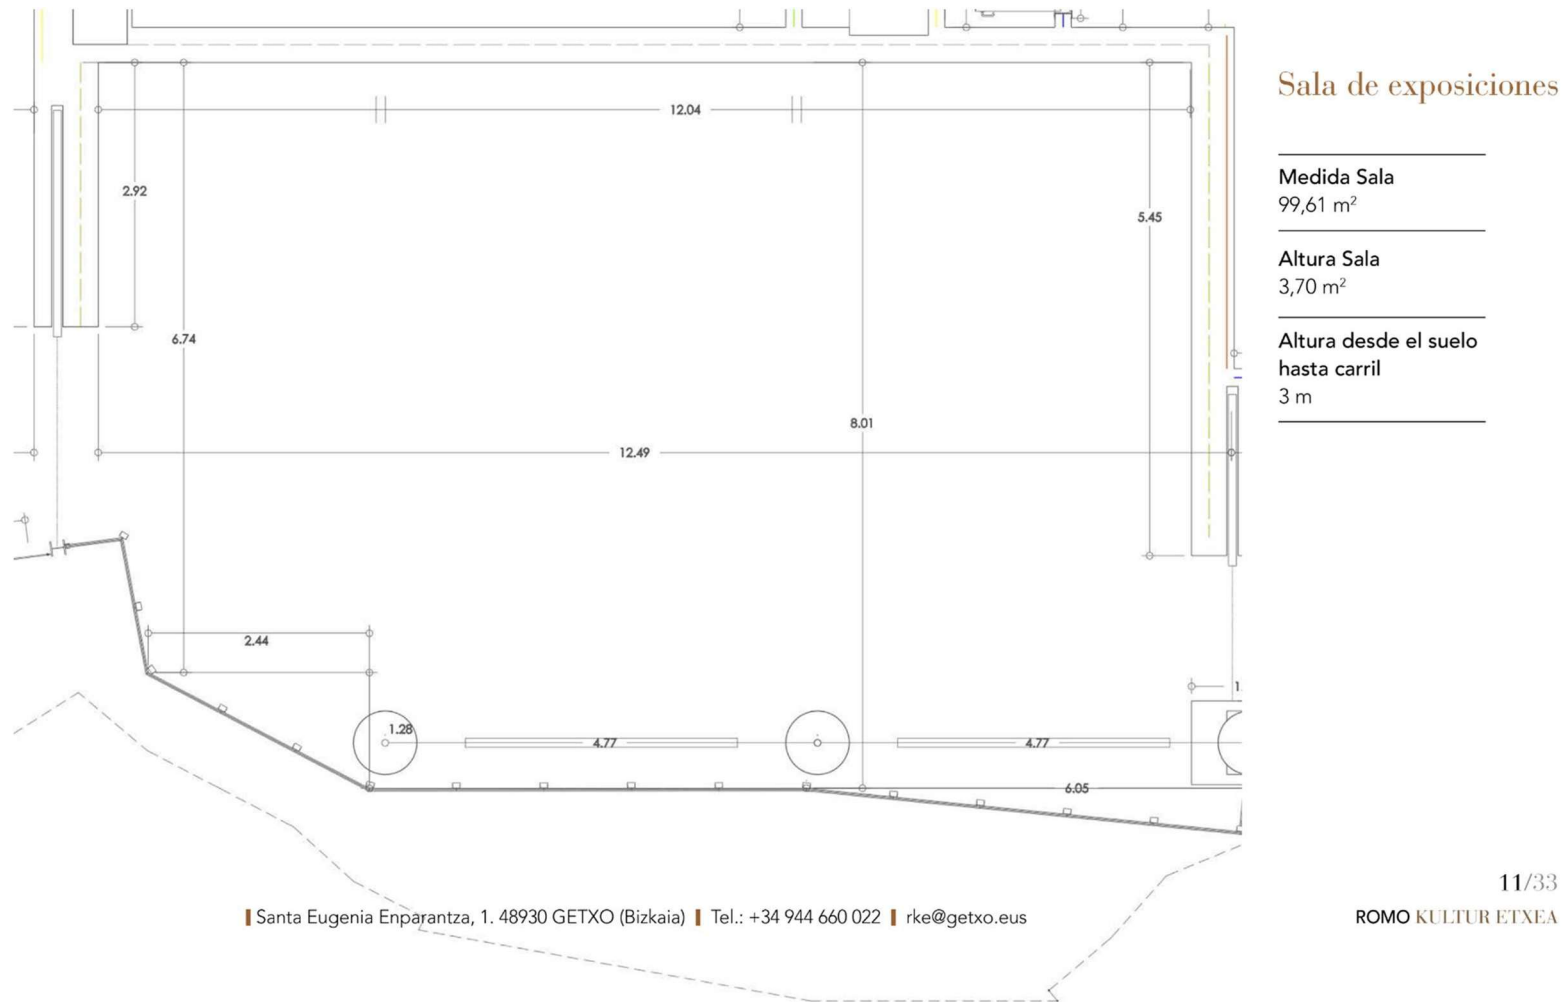 12.04
2.92
5.45
6.74
8.01
12.49
2.44
1.28
4.77
4.77
6.05
1.
Sala de exposiciones
Medida Sala
99,61 m²
Altura Sala
3,70 m²
Altura desde el suelo
hasta carril
3 m
Santa Eugenia Enparantza, 1. 48930 GETXO (Bizkaia) Tel.: +34 944 660 022 rke@getxo.eus
11/33
ROMO KULTUR ETXEA